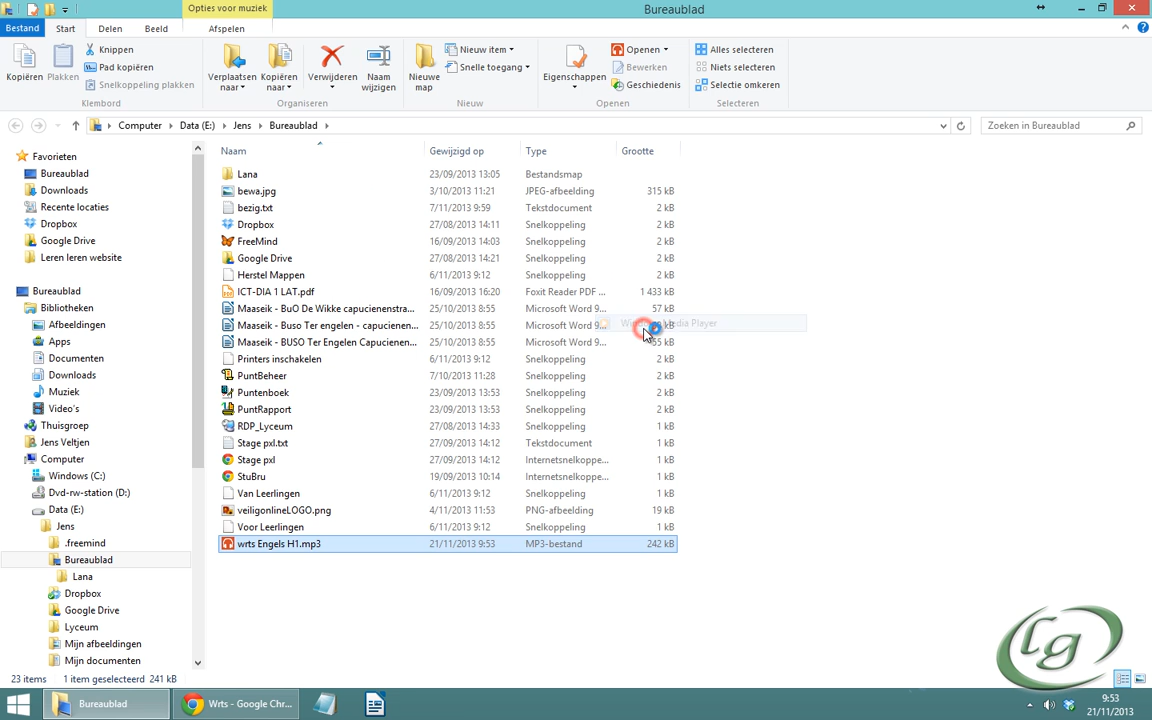 Opties voor muziek
Bureaublad
Bestand Start Delen Beeld Afspelen
Kopiëren
Plakken
Knippen
Pad kopiëren
Snelkoppeling plakken
Klembord
Verplaatsen naar
Kopiëren naar
Verwijderen
Naam wijzigen
Organiseren
Nieuwe map
Nieuw item
Snelle toegang
Nieuw
Eigenschappen
Openen
Bewerken
Geschiedenis
Openen
Alles selecteren
Niets selecteren
Selectie omkeren
Selecteren
Computer Data (E:) Jens Bureaublad
Zoeken in Bureaublad
Favorieten
Bureaublad
Downloads
Recente locaties
Dropbox
Google Drive
Leren leren website
Bureaublad
Bibliotheken
Afbeeldingen
Apps
Documenten
Downloads
Muziek
Video's
Thuisgroep
Jens Veltjen
Computer
Windows (C:)
Dvd-rw-station (D:)
Data (E:)
Jens
.freemind
Bureaublad
Lana
Dropbox
Google Drive
Lyceum
Mijn afbeeldingen
Mijn documenten
Naam Gewijzigd op Type Grootte
Lana 23/09/2013 13:05 Bestandsmap
bewa.jpg 3/10/2013 11:21 JPEG-afbeelding 315 kB
bezig.txt 7/11/2013 9:59 Tekstdocument 2 kB
Dropbox 27/08/2013 14:11 Snelkoppeling 2 kB
FreeMind 16/09/2013 14:03 Snelkoppeling 2 kB
Google Drive 27/08/2013 14:21 Snelkoppeling 2 kB
Herstel Mappen 6/11/2013 9:12 Snelkoppeling 2 kB
ICT-DIA 1 LAT.pdf 16/09/2013 16:20 Foxit Reader PDF ... 1 433 kB
Maaseik - BuO De Wikke capucienenstra... 25/10/2013 8:55 Microsoft Word 9... 57 kB
Maaseik - Buso Ter engelen - capucienen... 25/10/2013 8:55 Microsoft Word 9... kB
Maaseik - BUSO Ter Engelen Capucienen... 25/10/2013 8:55 Microsoft Word 9... 55 kB
Printers inschakelen 6/11/2013 9:12 Snelkoppeling 2 kB
PuntBeheer 7/10/2013 11:28 Snelkoppeling 2 kB
Puntenboek 23/09/2013 13:53 Snelkoppeling 2 kB
PuntRapport 23/09/2013 13:53 Snelkoppeling 2 kB
RDP_Lyceum 27/08/2013 14:33 Snelkoppeling 1 kB
Stage pxl.txt 27/09/2013 14:12 Tekstdocument 1 kB
Stage pxl 27/09/2013 14:12 Internetsnelkoppe... 1 kB
StuBru 19/09/2013 10:14 Internetsnelkoppe... 1 kB
Van Leerlingen 6/11/2013 9:12 Snelkoppeling 1 kB
veiligonlineLOGO.png 4/11/2013 11:53 PNG-afbeelding 19 kB
Voor Leerlingen 6/11/2013 9:12 Snelkoppeling 1 kB
wrts Engels H1.mp3 21/11/2013 9:53 MP3-bestand 242 kB
Media Player
Lg
23 items 1 item geselecteerd 241 kB
Bureaublad
Wrts - Google Chr...
9:53
21/11/2013